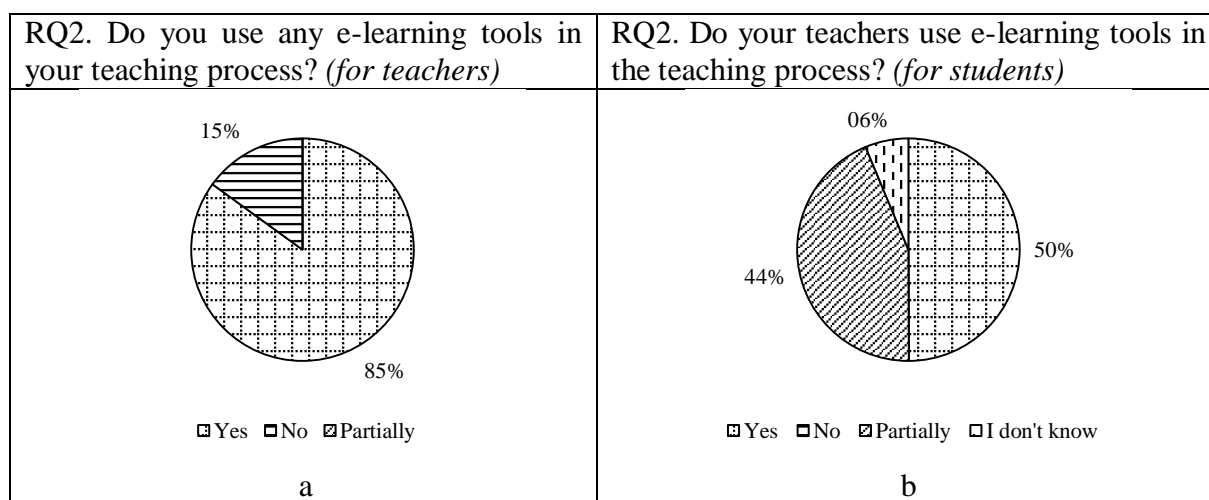 RQ2. Do you use any e-learning tools in
your teaching process? (for teachers)
15%
85%
Yes No Partially
a
RQ2. Do your teachers use e-learning tools in
the teaching process? (for students)
06%
44%
50%
Yes No Partially I don't know
b